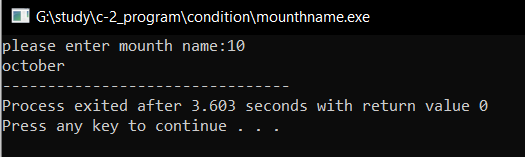 G:\study\c-2_program\condition\mounthname.exe
please enter mounth name:10
october
--------------------------------
Process exited after 3.603 seconds with return value 0
Press any key to continue . . .